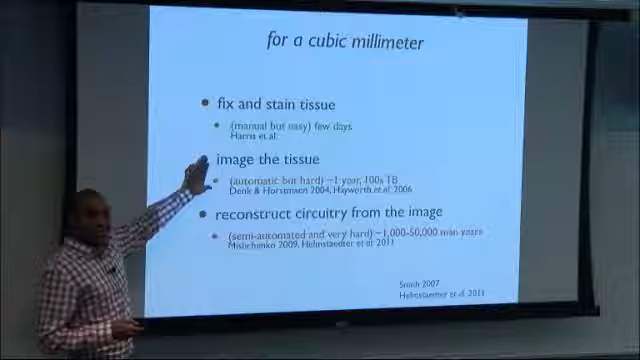 for a cubic millimeter
• fix and stain tissue
• (manual but easy) few days
Harris et al.
image the tissue
• (automatic but hard) ~1 year, 100s TB
Denk & Horstmann 2004, Hayworth et al. 2006
• reconstruct circuitry from the image
• (semi-automated and very hard) ~1,000-50,000 man years
Mishchenko 2009, Helmstaedter et al. 2011
Smith 2007
Helmstaedter et al. 2011